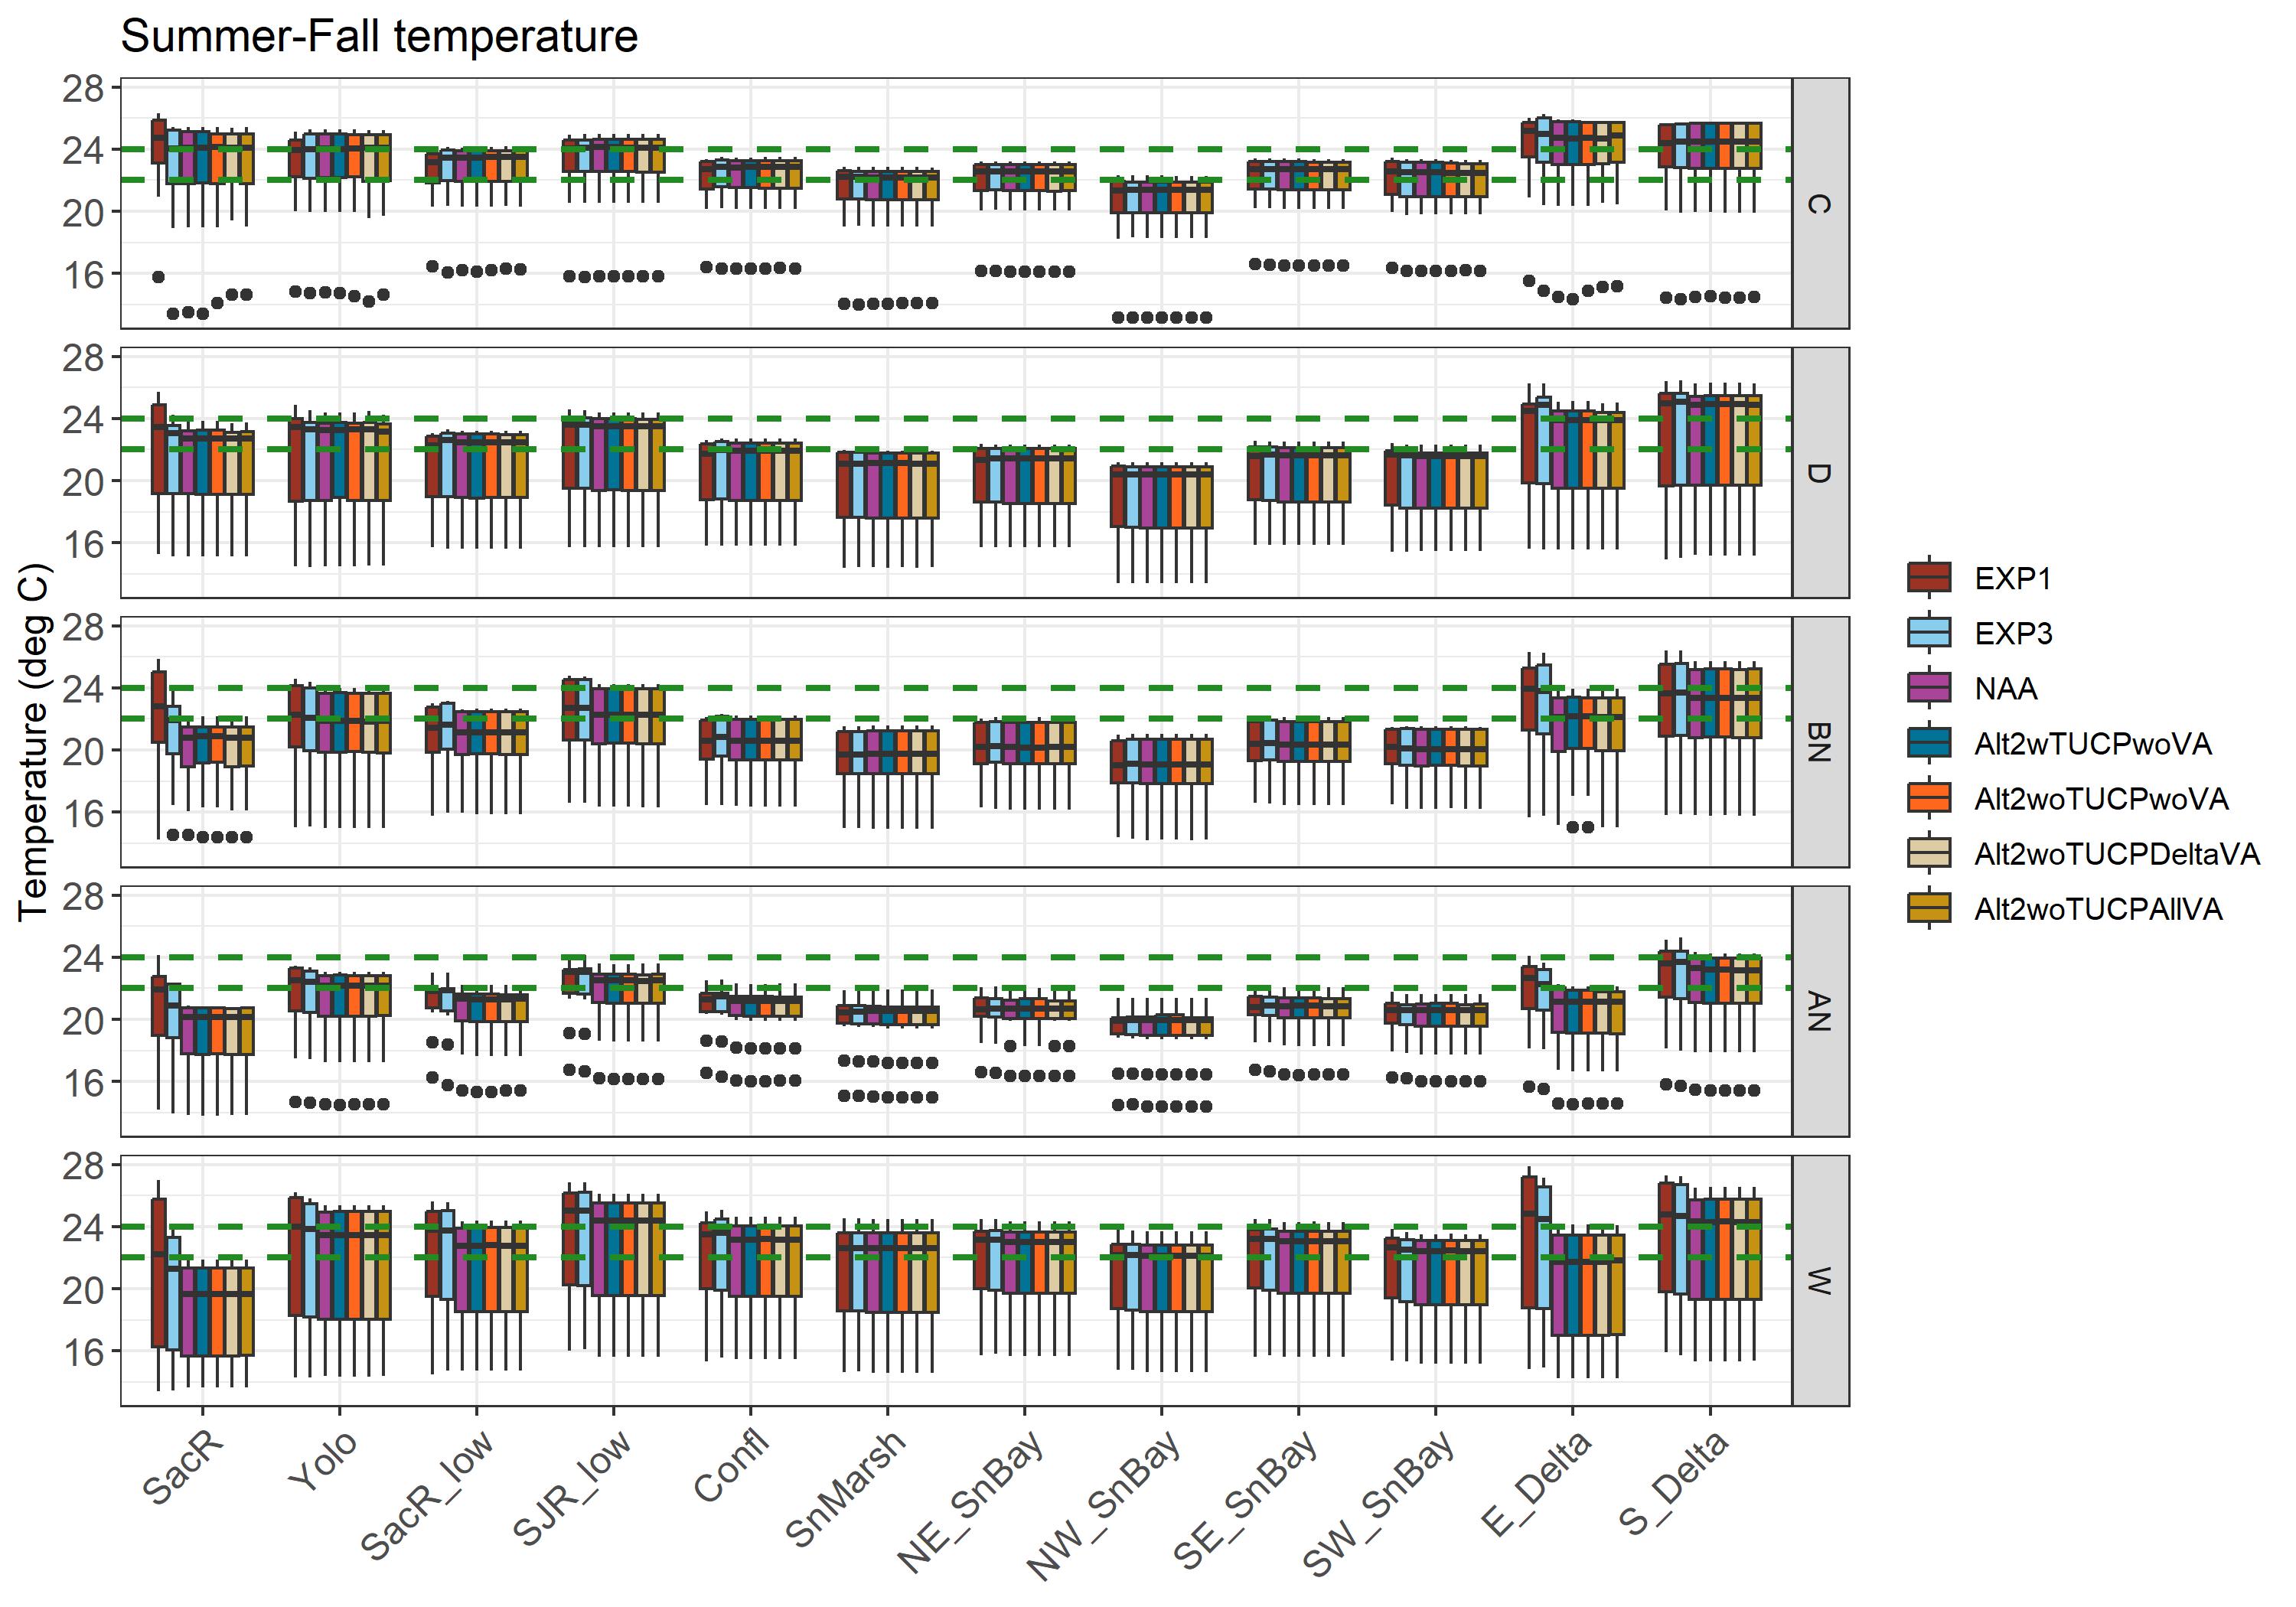 Summer-Fall temperature
Temperature (deg C)
28
24
20
16
C
28
24
20
16
D
28
24
20
16
BN
28
24
20
16
AN
28
24
20
16
W
SacR
Yolo
SacR_low
SJR_low
Confl
SnMarsh
NE_SnBay
NW_SnBay
SE_SnBay
SW_SnBay
E_Delta
S_Delta
EXP1
EXP3
NAA
Alt2wTUCPwoVA
Alt2woTUCPwoVA
Alt2woTUCPDeltaVA
Alt2woTUCPAllVA